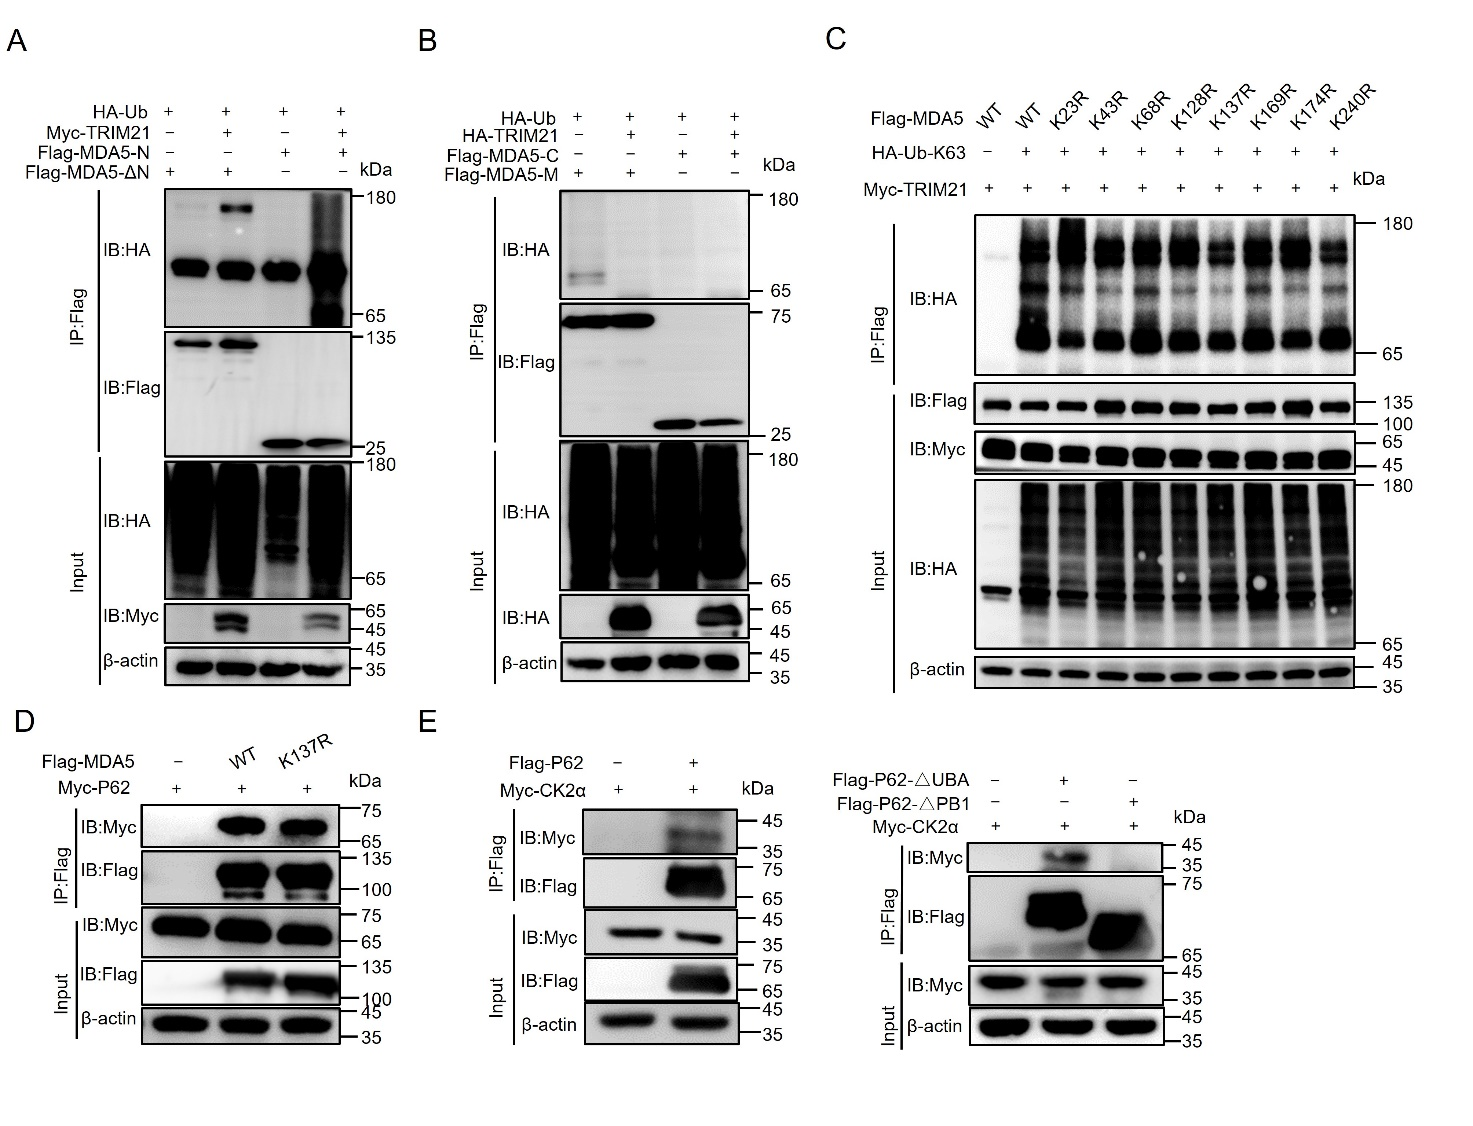 A
HA-Ub + + + +
Myc-TRIM21 – + – +
Flag-MDA5-N – – + +
Flag-MDA5-ΔN + + – – kDa
IP:Flag
IB:HA
180
65
IB:Flag
135
25
Input
IB:HA
180
65
IB:Myc
65
45
β-actin
45
35
B
HA-Ub + + + +
HA-TRIM21 – + – +
Flag-MDA5-C – – + +
Flag-MDA5-M + + – – kDa
IP:Flag
IB:HA
180
65
IB:Flag
75
25
Input
IB:HA
180
65
IB:HA
65
45
β-actin
45
35
C
Flag-MDA5 WT WT K23R K43R K68R K128R K137R K169R K174R K240R
HA-Ub-K63 – + + + + + + + + +
Myc-TRIM21 + + + + + + + + + + kDa
IP:Flag
IB:HA
180
65
Input
IB:Flag
135
100
IB:Myc
65
45
IB:HA
180
65
β-actin
45
35
D
Flag-MDA5 – WT K137R
Myc-P62 + + + kDa
IP:Flag
IB:Myc
75
65
IB:Flag
135
100
Input
IB:Myc
75
65
IB:Flag
135
100
β-actin
45
35
E
Flag-P62 – +
Myc-CK2α + + kDa
IP:Flag
IB:Myc
45
35
IB:Flag
75
65
Input
IB:Myc
45
35
IB:Flag
75
65
β-actin
45
35
Flag-P62-△UBA – + –
Flag-P62-△PB1 – – +
Myc-CK2α + + + kDa
IP:Flag
IB:Myc
45
35
IB:Flag
75
65
Input
IB:Myc
45
35
β-actin
45
35